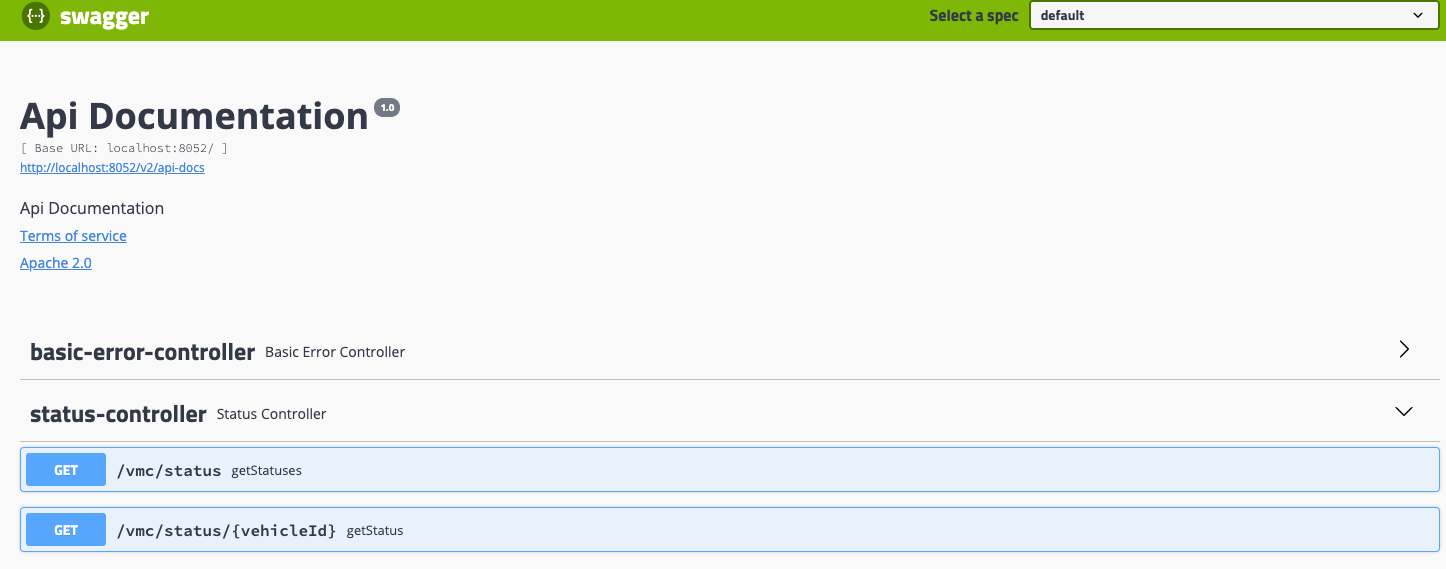 {···} swagger
Select a spec default
Api Documentation 1.0
[ Base URL: localhost:8052/ ]
http://localhost:8052/v2/api-docs
Api Documentation
Terms of service
Apache 2.0
basic-error-controller Basic Error Controller
status-controller Status Controller
GET /vmc/status getStatuses
GET /vmc/status/{vehicleId} getStatus